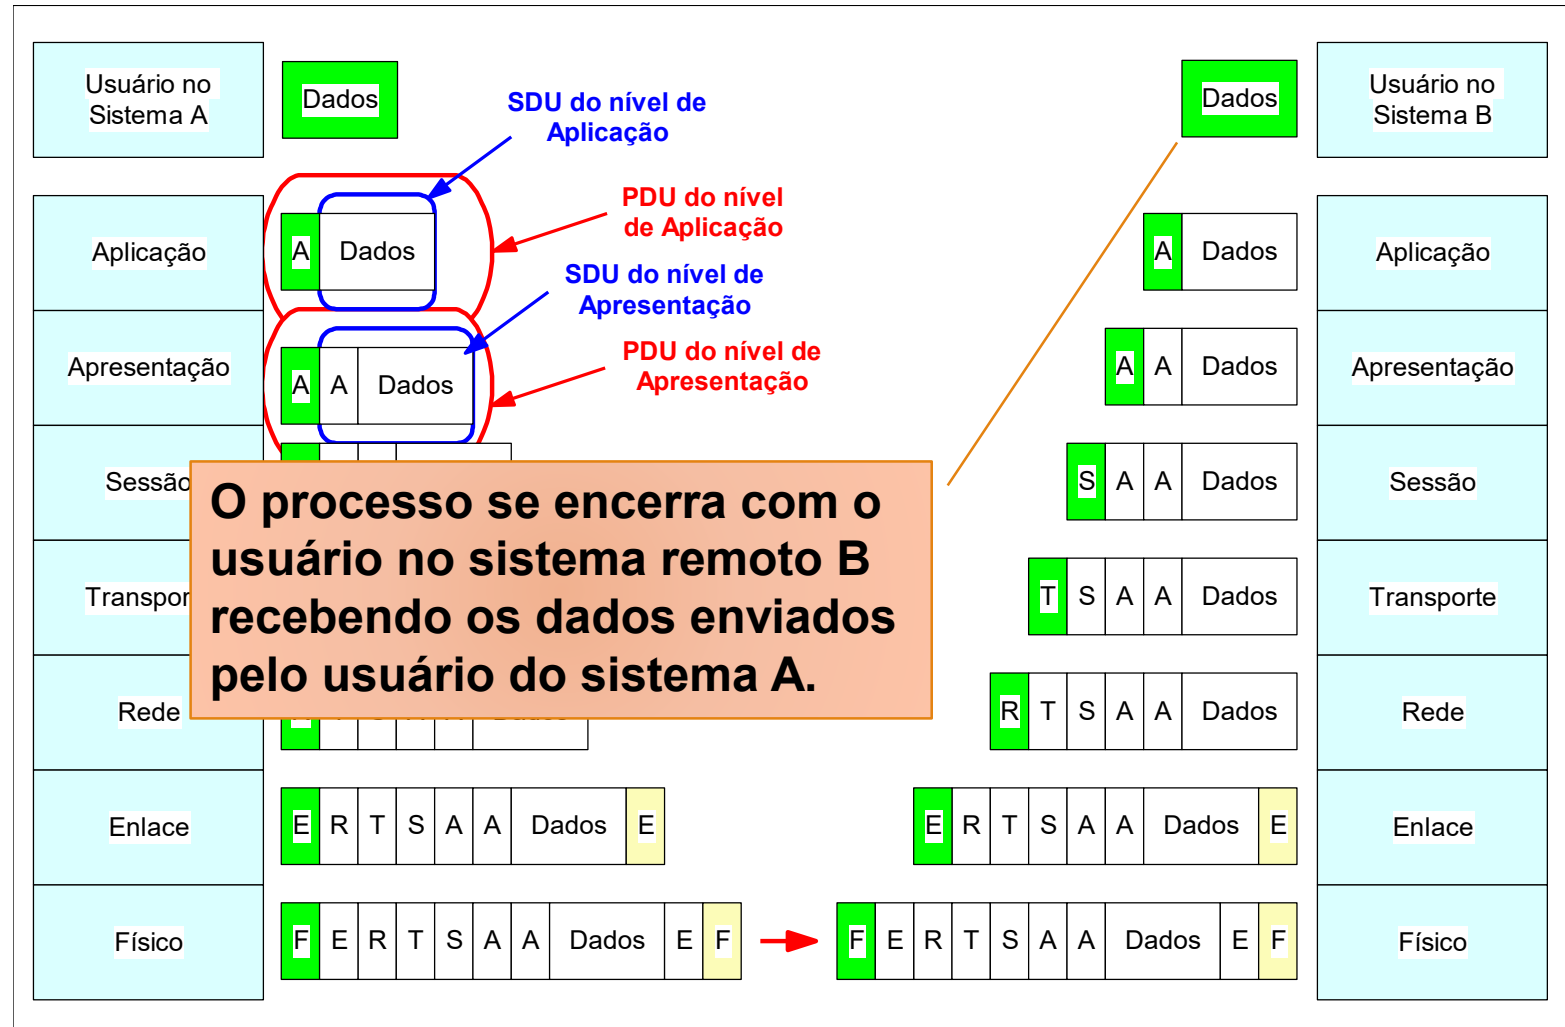 Usuário no
Sistema A
Dados
SDU do nível de
Aplicação
Dados
Usuário no
Sistema B
PDU do nível
de Aplicação
Aplicação
A Dados
A Dados
Aplicação
SDU do nível de
Apresentação
PDU do nível de
Apresentação
Apresentação
A A Dados
A A Dados
Apresentação
Sessão
S A A Dados
Sessão
O processo se encerra com o
usuário no sistema remoto B
recebendo os dados enviados
pelo usuário do sistema A.
Transpor
T S A A Dados
Transporte
Rede
R T S A A Dados
Rede
Enlace
E R T S A A Dados E
E R T S A A Dados E
Enlace
Físico
F E R T S A A Dados E F
F E R T S A A Dados E F
Físico